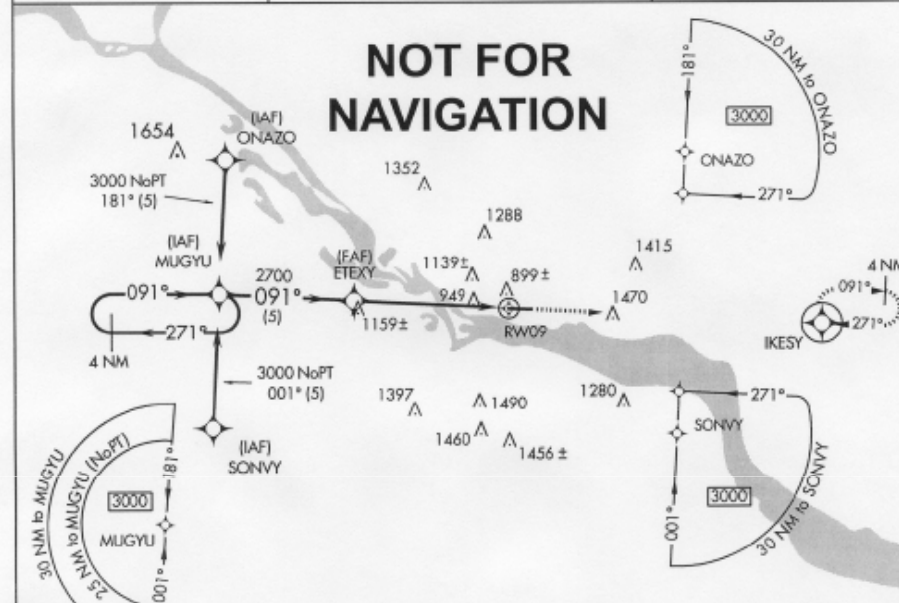 NOT FOR
NAVIGATION
1654
(IAF)
ONAZO
3000 NoPT
181° (5)
1352
1288
(IAF)
MUGYU
091°
2700
091°
(5)
271°
4 NM
(FAF)
ETEXY
1159±
1139±
949
899±
RW09
1415
1470
3000 NoPT
001° (5)
(IAF)
SONVY
1397
1490
1460
1456 ±
1280
181°
30 NM to ONAZO
3000
ONAZO
271°
4 NM
091°
271°
IKESY
271°
SONVY
3000
001°
30 NM to SONVY
30 NM to MUGYU
25 NM to MUGYU (NoPT)
181°
3000
MUGYU
001°